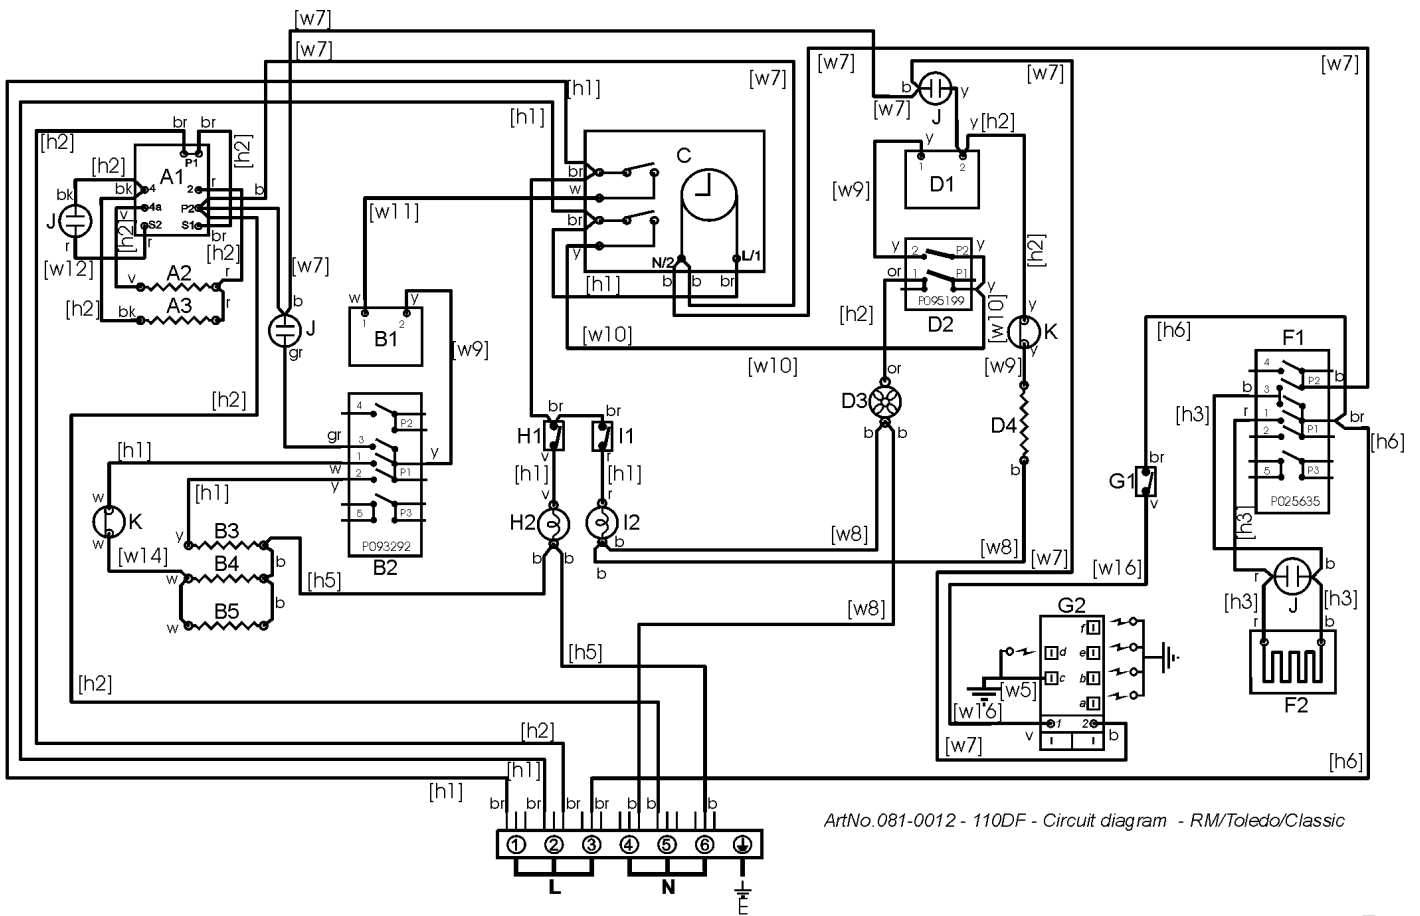 [w7]
[w7] [w7] [w7] [w7] [w7]
[h1] b J y [w7]
[h1] y [h2]
br br
[h2] P1 [h2]
A1 C y
[h2] br D1 1 2
bk bk 4 2 r b w [w9]
J v 4a P2 [w11] br
r [h2] S2 S1 br y
[w12] r [h2] N/2 L/1 y 2 P2 y [h2]
v A2 r [w7] b b br or 1 P1 y
[h2] bk A3 r b w y [h1] P095199
J 1 2 [h2] D2 [w10] y K y
gr B1 [w10] [h6] F1
[w9] [w10] [w9]
[h2] or 4 P2 b
4 P2 br br D3 b 3 [h3]
gr 3 H1 I1 b b D4 r 1 P1 br
[h1] w 1 P1 y v r 2 [h6]
y 2 [h1] [h1] b br
w [h1] v r G1 v 5 P3
K 5 P3 H2 I2 P025635
w y B3 P093292 [h3]
[w14] b B2 b b b [w8] [w8] [w7]
w B4 [h5] b [w16] r b
B5 b [h3] J [h3]
w [w8] G2 r b
f
d e
[h5] c b
[w5] a F2
[h2] [w16] 1 2
v b
[h2] [w7]
[h1] [h6]
[h1] br br br br b b b
ArtNo.081-0012 - 110DF - Circuit diagram - RM/Toledo/Classic
1 2 3 4 5 6
L N
E